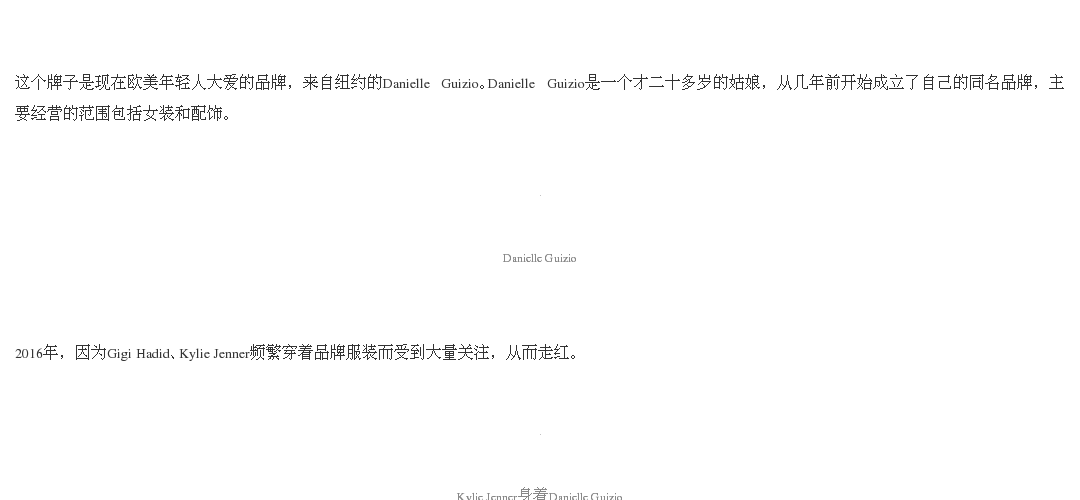 这个牌子是现在欧美年轻人大爱的品牌，来自纽约的Danielle Guizio。Danielle Guizio是一个才二十多岁的姑娘，从几年前开始成立了自己的同名品牌，主
要经营的范围包括女装和配饰。
Danielle Guizio
2016年，因为Gigi Hadid、Kylie Jenner频繁穿着品牌服装而受到大量关注，从而走红。
Kylie Jenner身着Danielle Guizio